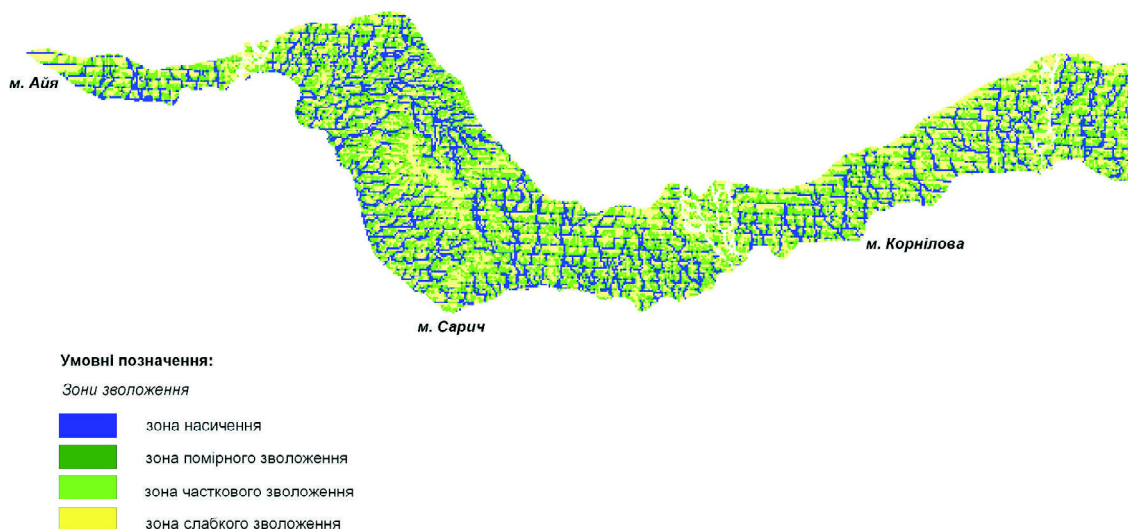 м. Айя
м. Корнілова
м. Сарич
Умовні позначення:
Зони зволоження
зона насичення
зона помірного зволоження
зона часткового зволоження
зона слабкого зволоження